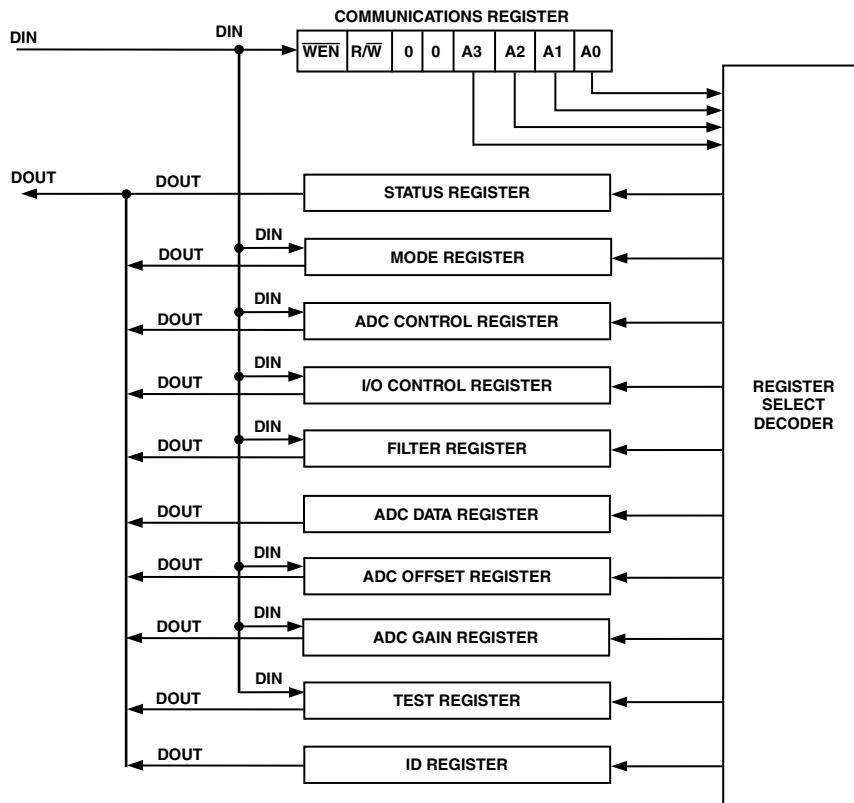 COMMUNICATIONS REGISTER
DIN
DIN
W̅E̅N̅ R/W̅ 0 0 A3 A2 A1 A0
DOUT
DOUT
STATUS REGISTER
DIN
DOUT
MODE REGISTER
DIN
DOUT
ADC CONTROL REGISTER
DIN
DOUT
I/O CONTROL REGISTER
REGISTER
SELECT
DECODER
DIN
DOUT
FILTER REGISTER
DOUT
ADC DATA REGISTER
DIN
DOUT
ADC OFFSET REGISTER
DIN
DOUT
ADC GAIN REGISTER
DIN
DOUT
TEST REGISTER
DOUT
ID REGISTER